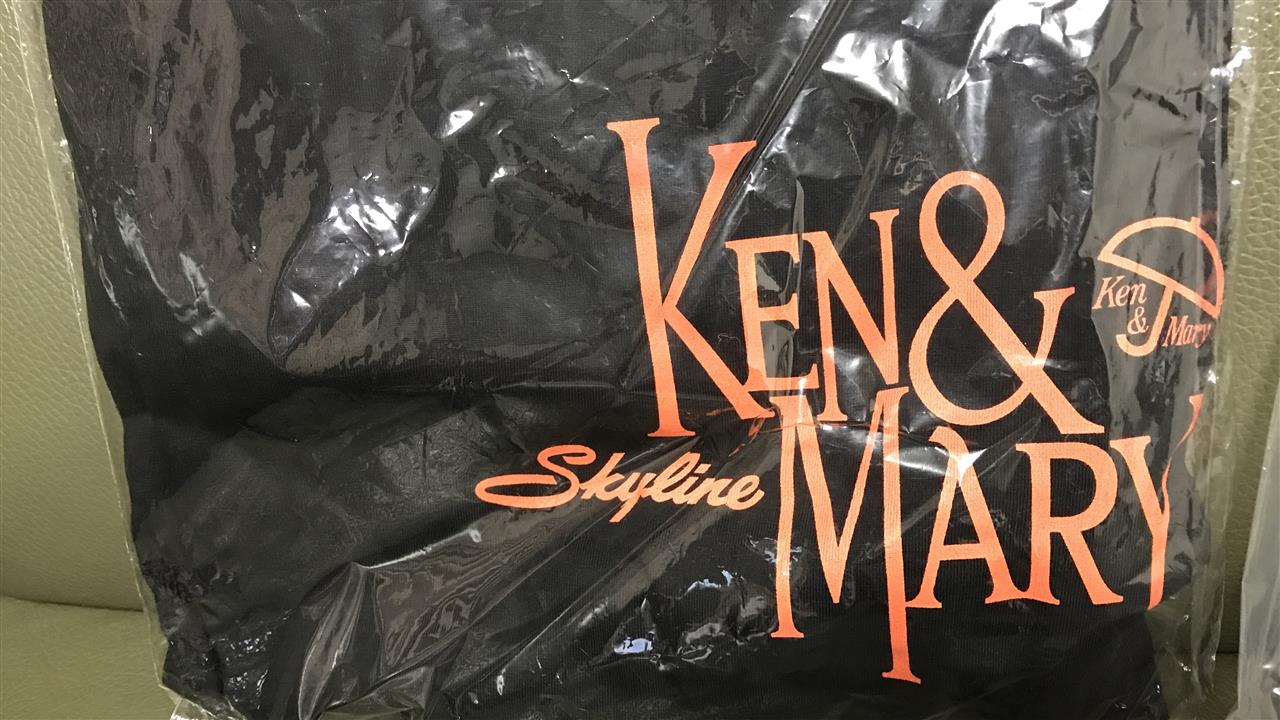 KEN &
MARY
Skyline
Ken
&
Mary